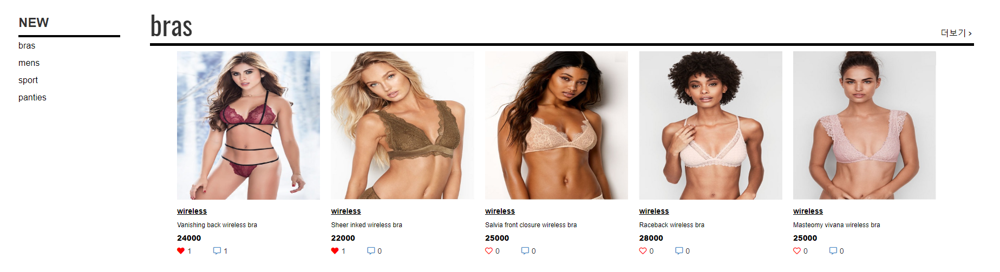 NEW
bras
mens
sport
panties
bras
더보기 >
wireless
Vanishing back wireless bra
24000
1 1
wireless
Sheer inked wireless bra
22000
1 0
wireless
Salvia front closure wireless bra
25000
0 0
wireless
Raceback wireless bra
28000
0 0
wireless
Masteomy vivana wireless bra
25000
0 0